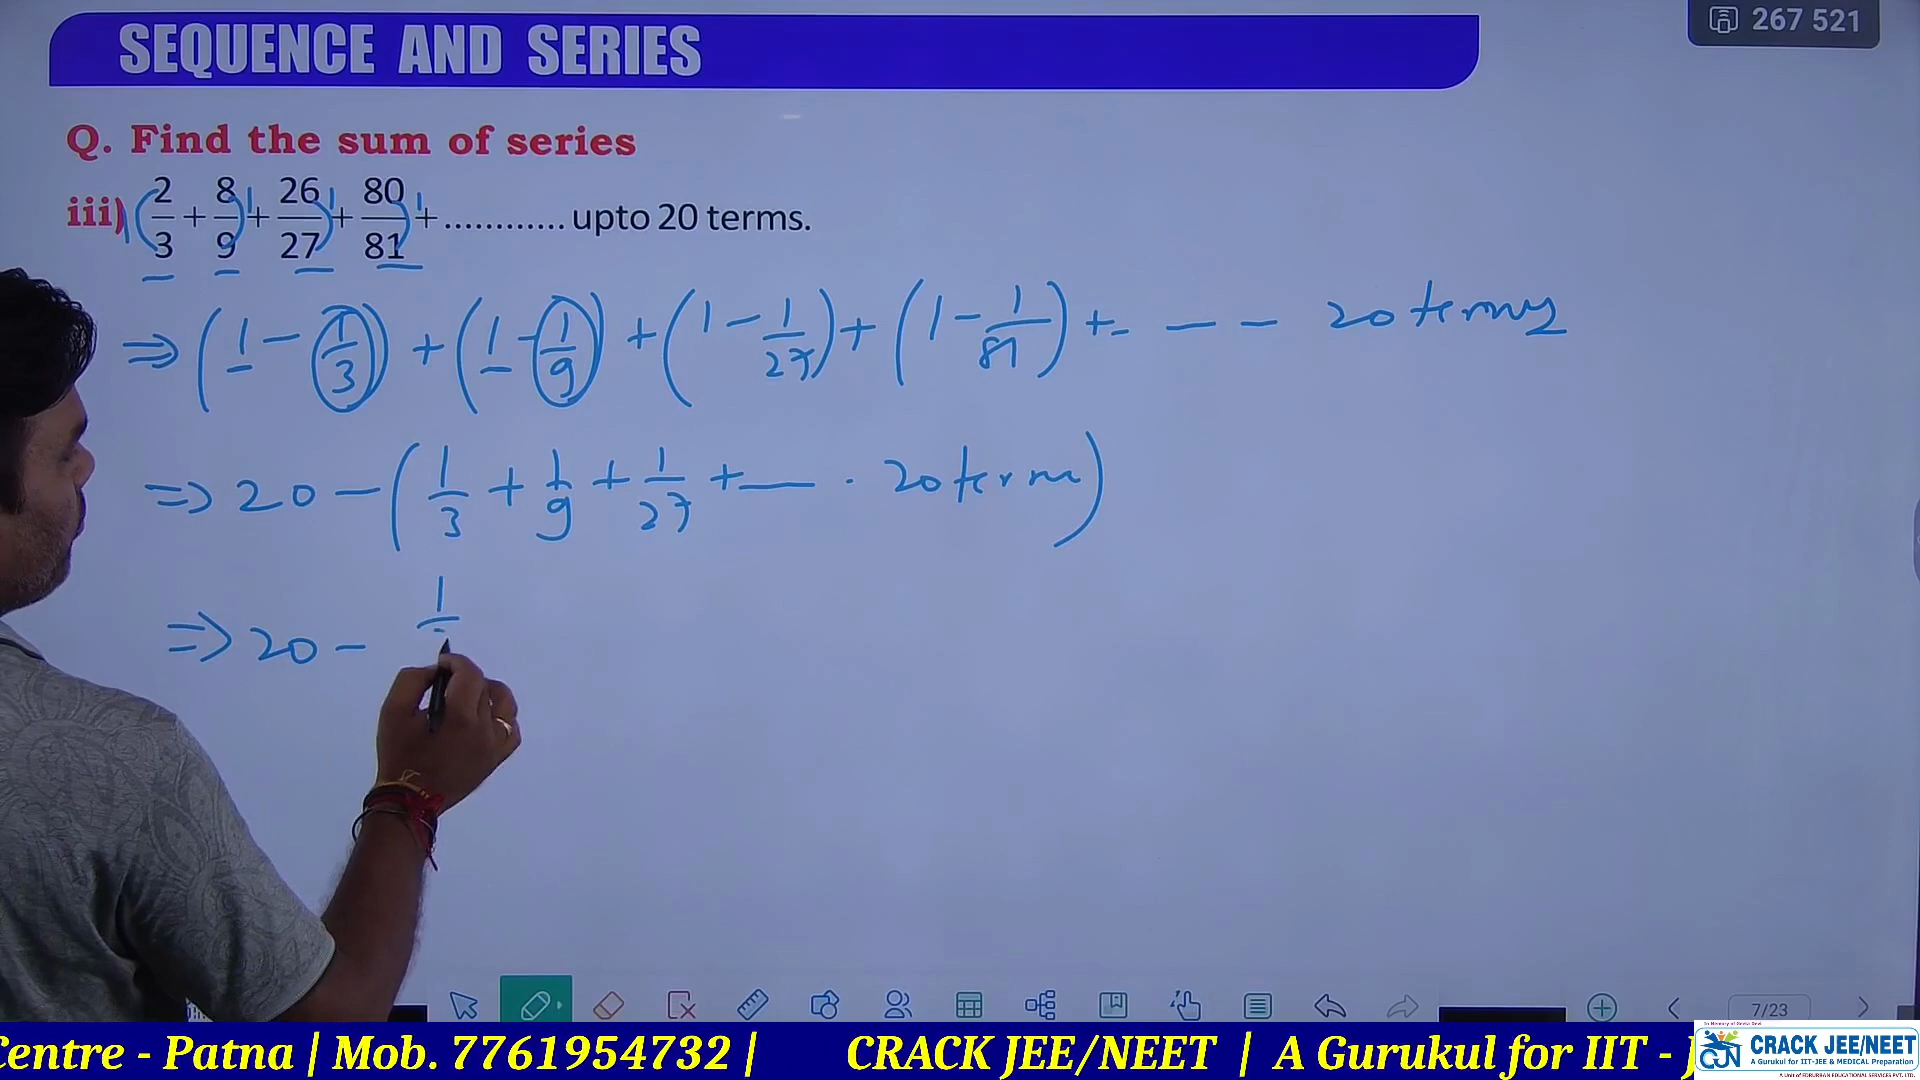 SEQUENCE AND SERIES
267 521
Q. Find the sum of series
iii) 2/3 + 8/9 + 26/27 + 80/81 + ............ upto 20 terms.
⇒ (1 - 1/3) + (1 - 1/9) + (1 - 1/27) + (1 - 1/81) + - — — 20 terms
⇒ 20 - (1/3 + 1/9 + 1/27 + — . 20 term)
⇒ 20 - 1
7/23
Centre - Patna | Mob. 7761954732 | CRACK JEE/NEET | A Gurukul for IIT - J
CRACK JEE/NEET
A Gurukul for IIT-JEE & MEDICAL Preparation